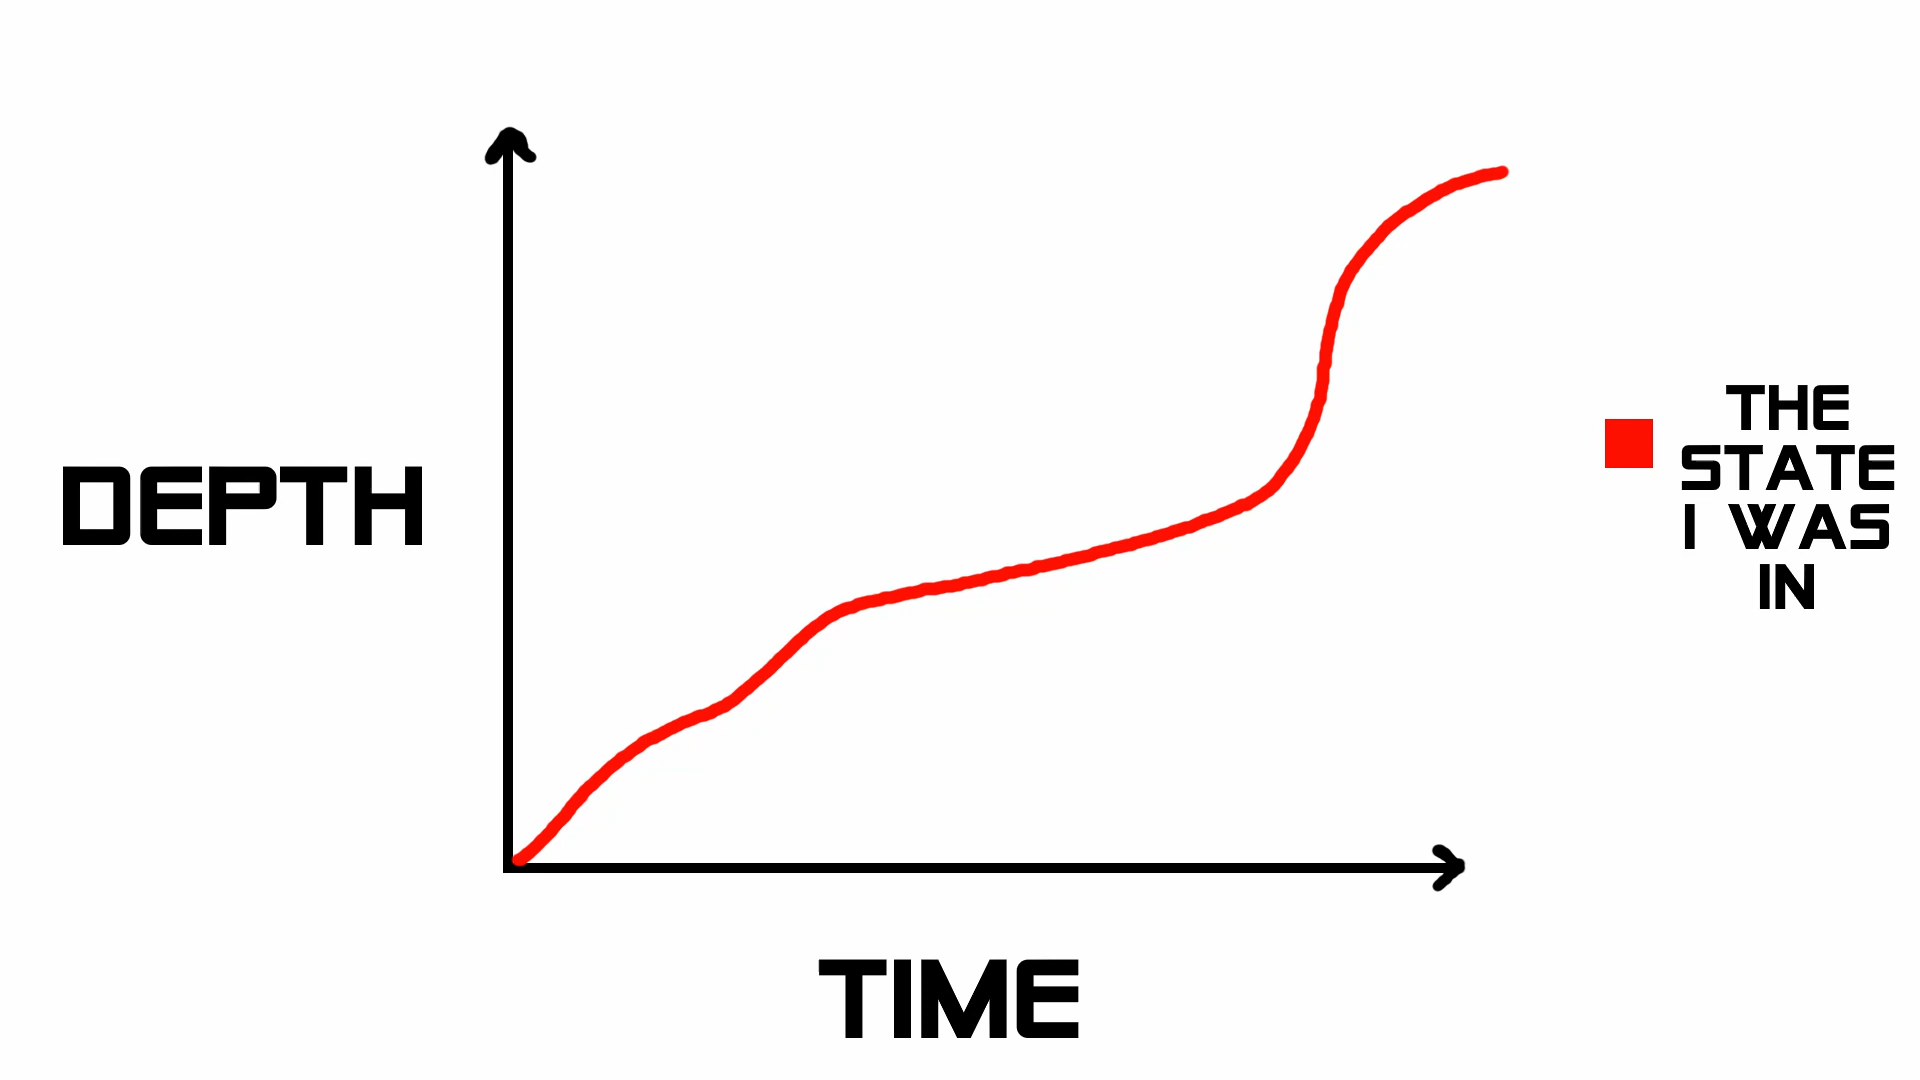 DEPTH
THE
STATE
I WAS
IN
TIME